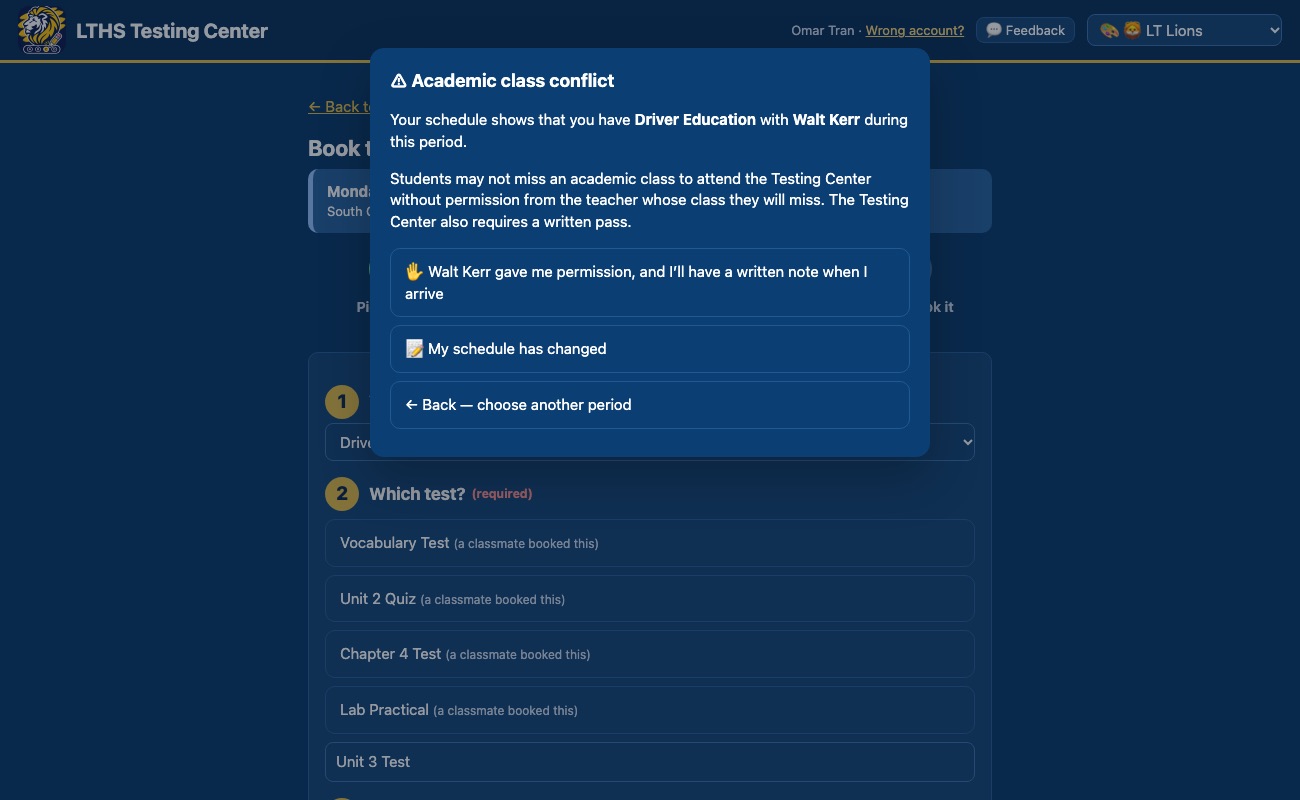 LTHS Testing Center
Omar Tran · Wrong account?
💬 Feedback
🎨 🦁 LT Lions
← Back t
Book t
Monda
South
⚠ Academic class conflict
Your schedule shows that you have Driver Education with Walt Kerr during
this period.
Students may not miss an academic class to attend the Testing Center
without permission from the teacher whose class they will miss. The Testing
Center also requires a written pass.
🖐 Walt Kerr gave me permission, and I’ll have a written note when I
arrive
📝 My schedule has changed
← Back — choose another period
Pi
ok it
1
Drive
2 Which test? (required)
Vocabulary Test (a classmate booked this)
Unit 2 Quiz (a classmate booked this)
Chapter 4 Test (a classmate booked this)
Lab Practical (a classmate booked this)
Unit 3 Test